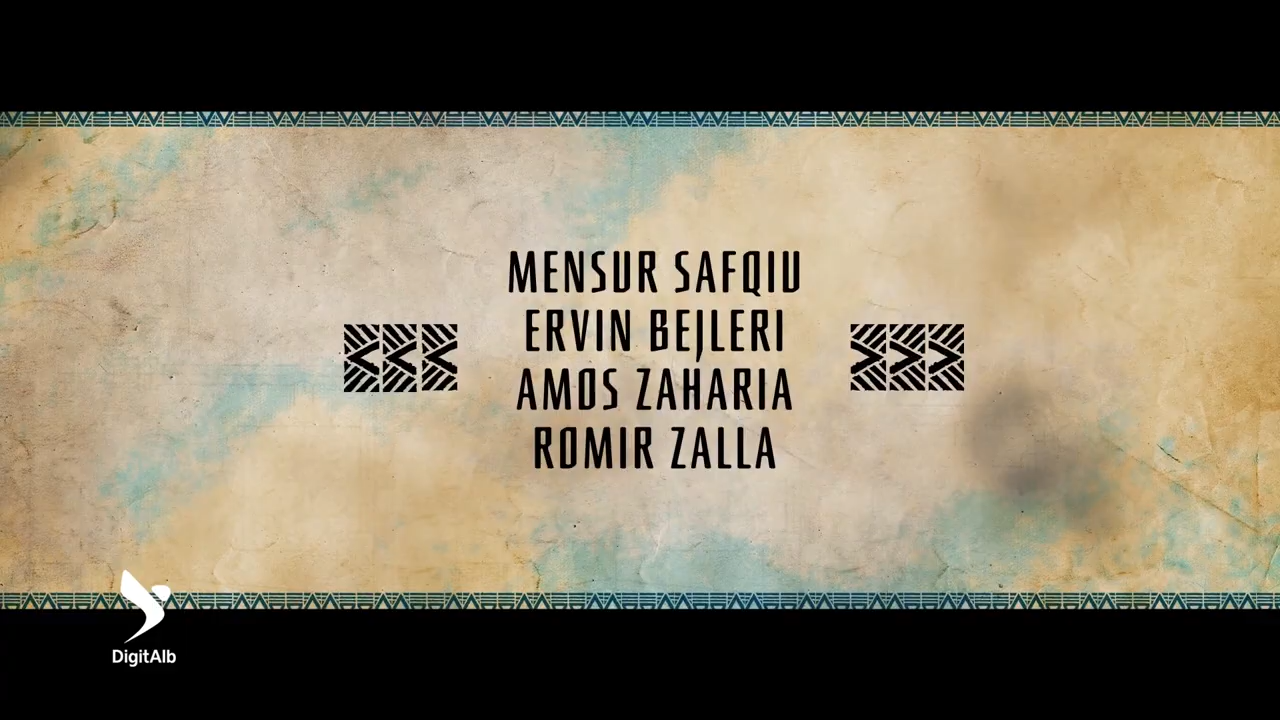 MENSUR SAFQIU
ERVIN BEJLERI
AMOS ZAHARIA
ROMIR ZALLA
DigitAlb